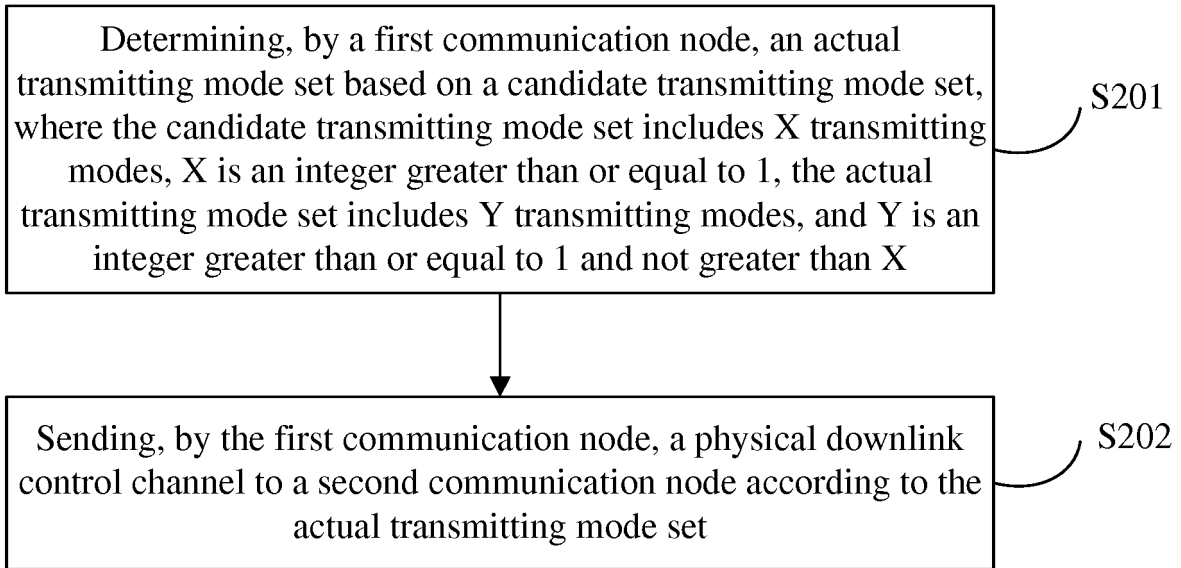 Determining, by a first communication node, an actual
transmitting mode set based on a candidate transmitting mode set,
where the candidate transmitting mode set includes X transmitting
modes, X is an integer greater than or equal to 1, the actual
transmitting mode set includes Y transmitting modes, and Y is an
integer greater than or equal to 1 and not greater than X
S201
Sending, by the first communication node, a physical downlink
control channel to a second communication node according to the
actual transmitting mode set
S202